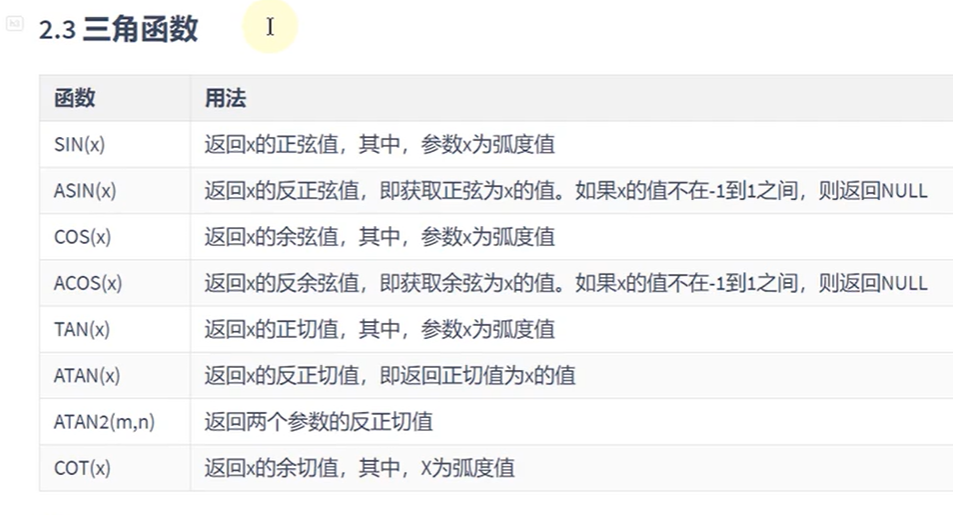 2.3 三角函数
函数 用法
SIN(x) 返回x的正弦值，其中，参数x为弧度值
ASIN(x) 返回x的反正弦值，即获取正弦为x的值。如果x的值不在-1到1之间，则返回NULL
COS(x) 返回x的余弦值，其中，参数x为弧度值
ACOS(x) 返回x的反余弦值，即获取余弦为x的值。如果x的值不在-1到1之间，则返回NULL
TAN(x) 返回x的正切值，其中，参数x为弧度值
ATAN(x) 返回x的反正切值，即返回正切值为x的值
ATAN2(m,n) 返回两个参数的反正切值
COT(x) 返回x的余切值，其中，X为弧度值